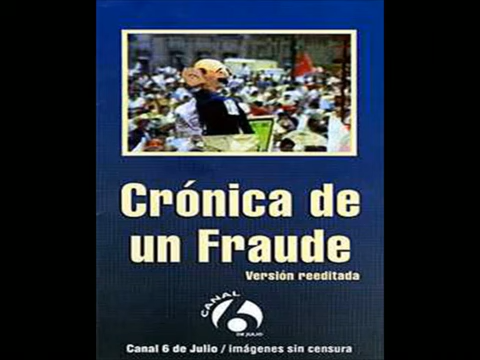 Crónica de
un Fraude
Versión reeditada
CANAL
6
DE JULIO
Canal 6 de Julio / imágenes sin censura